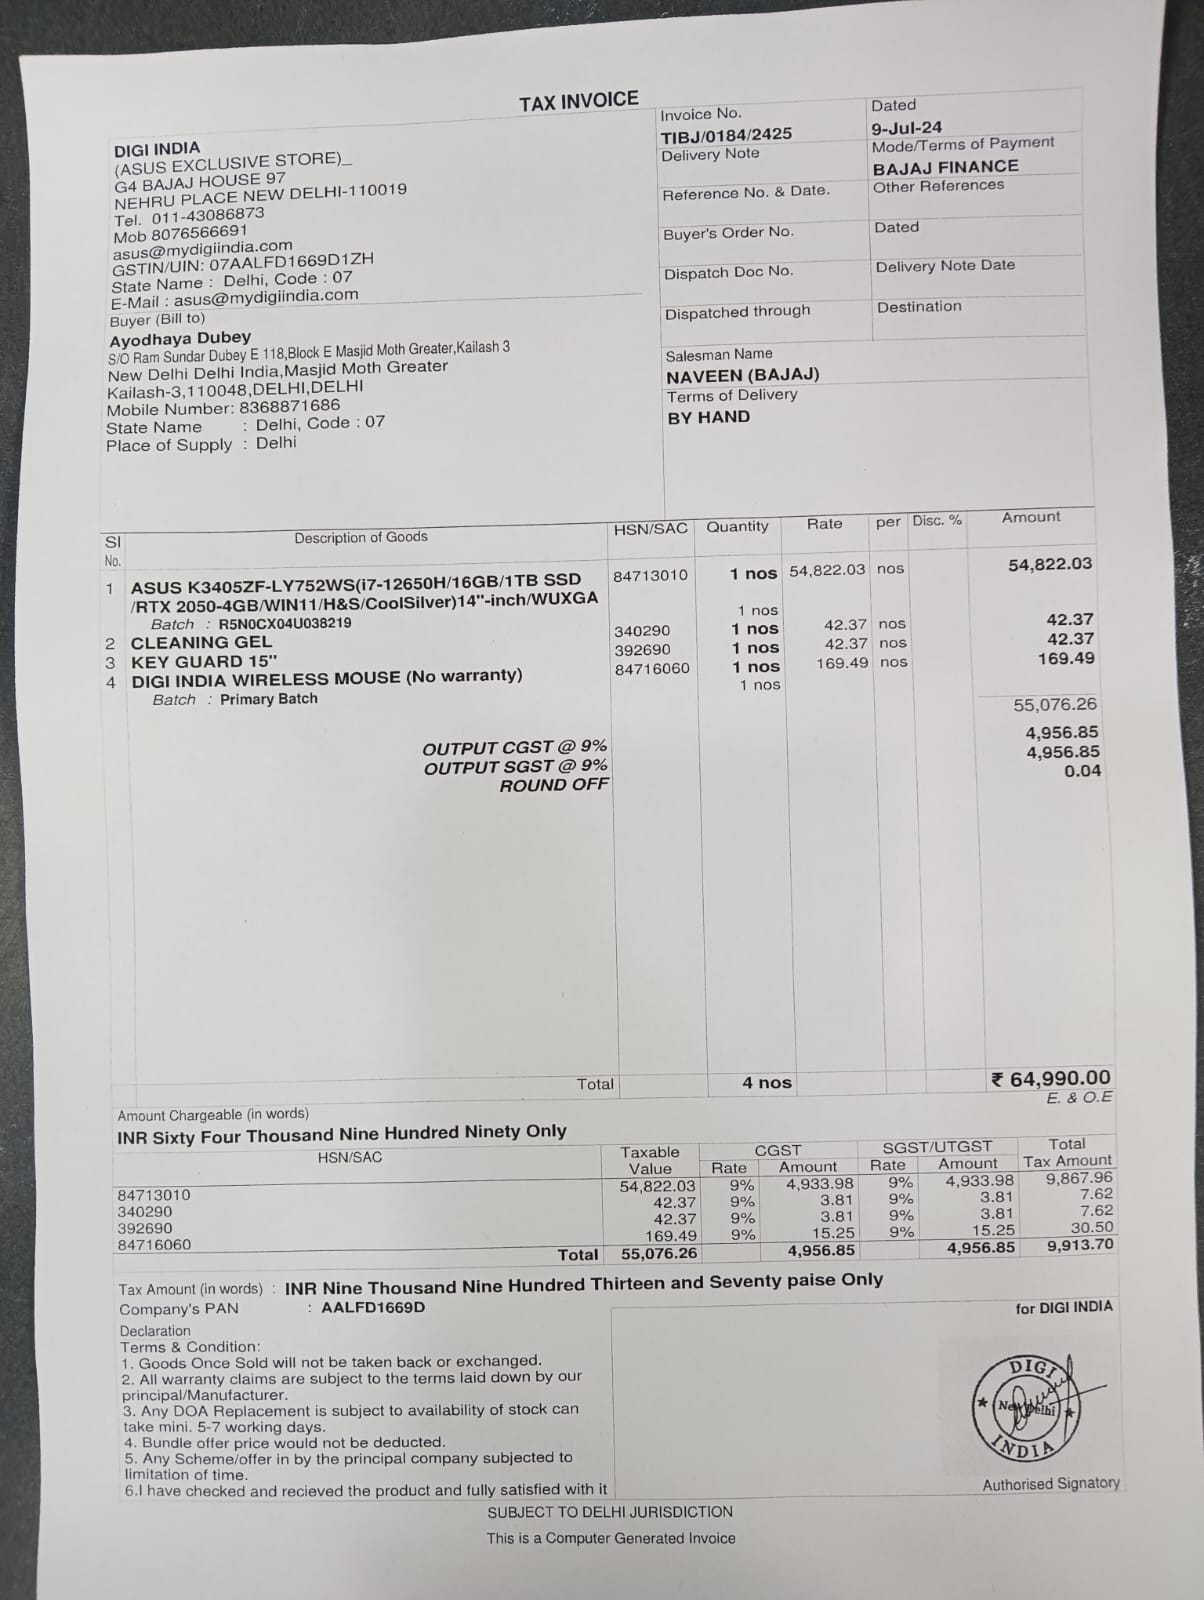 TAX INVOICE
DIGI INDIA
(ASUS EXCLUSIVE STORE)_
G4 BAJAJ HOUSE 97
NEHRU PLACE NEW DELHI-110019
Tel. 011-43086873
Mob 8076566691
asus@mydigiindia.com
GSTIN/UIN: 07AALFD1669D1ZH
State Name : Delhi, Code : 07
E-Mail : asus@mydigiindia.com
Invoice No.
TIBJ/0184/2425
Dated
9-Jul-24
Delivery Note
Mode/Terms of Payment
BAJAJ FINANCE
Reference No. & Date.
Other References
Buyer's Order No.
Dated
Dispatch Doc No.
Delivery Note Date
Dispatched through
Destination
Salesman Name
NAVEEN (BAJAJ)
Terms of Delivery
BY HAND
Buyer (Bill to)
Ayodhaya Dubey
S/O Ram Sundar Dubey E 118,Block E Masjid Moth Greater,Kailash 3
New Delhi Delhi India,Masjid Moth Greater
Kailash-3,110048,DELHI,DELHI
Mobile Number: 8368871686
State Name : Delhi, Code : 07
Place of Supply : Delhi
Sl No. Description of Goods HSN/SAC Quantity Rate per Disc. % Amount
1 ASUS K3405ZF-LY752WS(i7-12650H/16GB/1TB SSD 84713010 1 nos 54,822.03 nos 54,822.03
/RTX 2050-4GB/WIN11/H&S/CoolSilver)14"-inch/WUXGA
Batch : R5N0CX04U038219 1 nos
2 CLEANING GEL 340290 1 nos 42.37 nos 42.37
3 KEY GUARD 15" 392690 1 nos 42.37 nos 42.37
4 DIGI INDIA WIRELESS MOUSE (No warranty) 84716060 1 nos 169.49 nos 169.49
Batch : Primary Batch 1 nos
55,076.26
OUTPUT CGST @ 9% 4,956.85
OUTPUT SGST @ 9% 4,956.85
ROUND OFF 0.04
Total 4 nos ₹ 64,990.00
Amount Chargeable (in words) E. & O.E
INR Sixty Four Thousand Nine Hundred Ninety Only
HSN/SAC Taxable Value CGST SGST/UTGST Total Tax Amount
Rate Amount Rate Amount
84713010 54,822.03 9% 4,933.98 9% 4,933.98 9,867.96
340290 42.37 9% 3.81 9% 3.81 7.62
392690 42.37 9% 3.81 9% 3.81 7.62
84716060 169.49 9% 15.25 9% 15.25 30.50
Total 55,076.26 4,956.85 4,956.85 9,913.70
Tax Amount (in words) : INR Nine Thousand Nine Hundred Thirteen and Seventy paise Only
Company's PAN : AALFD1669D
Declaration
Terms & Condition:
1. Goods Once Sold will not be taken back or exchanged.
2. All warranty claims are subject to the terms laid down by our
principal/Manufacturer.
3. Any DOA Replacement is subject to availability of stock can
take mini. 5-7 working days.
4. Bundle offer price would not be deducted.
5. Any Scheme/offer in by the principal company subjected to
limitation of time.
6.I have checked and recieved the product and fully satisfied with it
for DIGI INDIA
DIGI
New Delhi
INDIA
Authorised Signatory
SUBJECT TO DELHI JURISDICTION
This is a Computer Generated Invoice